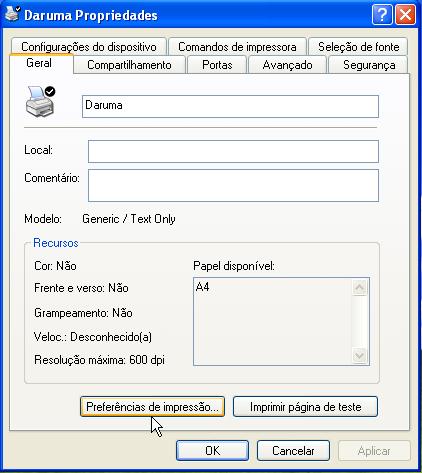 Daruma Propriedades
Configurações do dispositivo Comandos de impressora Seleção de fonte
Geral Compartilhamento Portas Avançado Segurança
Daruma
Local:
Comentário:
Modelo: Generic / Text Only
Recursos
Cor: Não Papel disponível:
Frente e verso: Não A4
Grampeamento: Não
Veloc.: Desconhecido(a)
Resolução máxima: 600 dpi
Preferências de impressão... Imprimir página de teste
OK Cancelar Aplicar